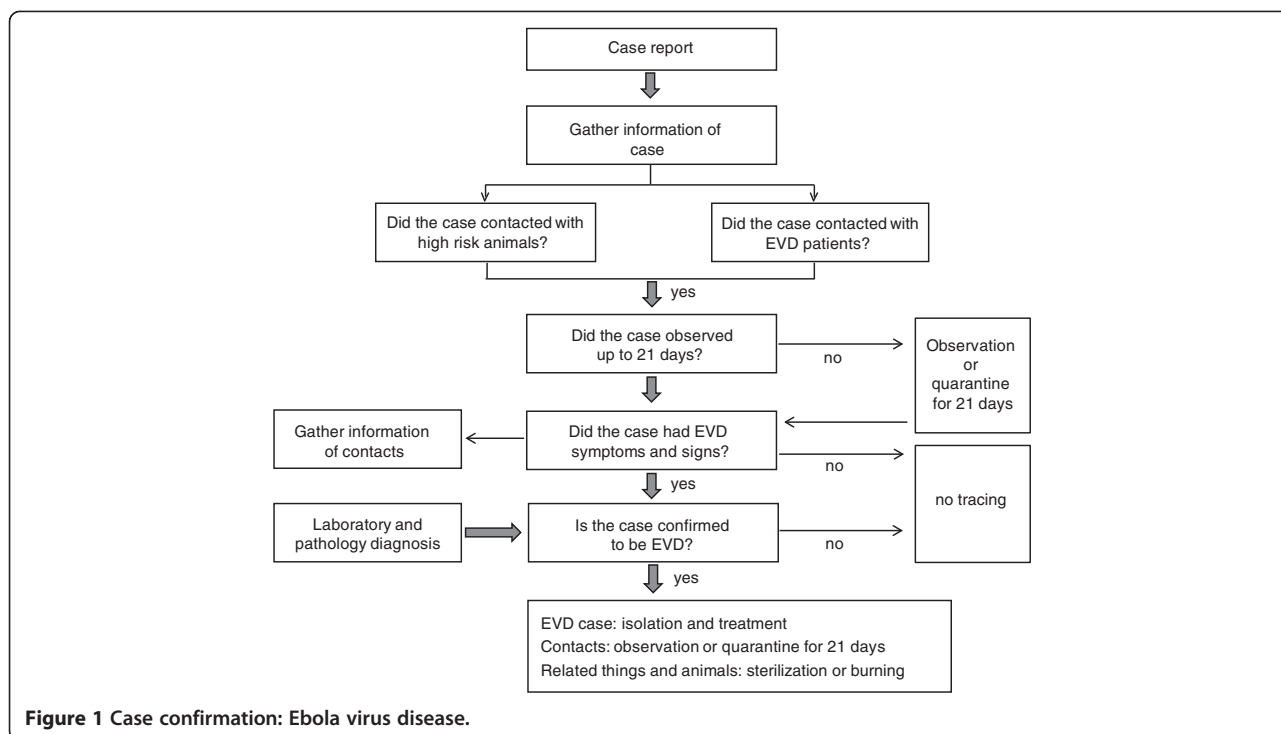 Case report
Gather information of
case
Did the case contacted with
high risk animals?
Did the case contacted with
EVD patients?
yes
Did the case observed
up to 21 days?
no
Observation
or
quarantine
for 21 days
Gather information
of contacts
Did the case had EVD
symptoms and signs?
no
yes
no tracing
Laboratory and
pathology diagnosis
Is the case confirmed
to be EVD?
no
yes
EVD case: isolation and treatment
Contacts: observation or quarantine for 21 days
Related things and animals: sterilization or burning
Figure 1 Case confirmation: Ebola virus disease.